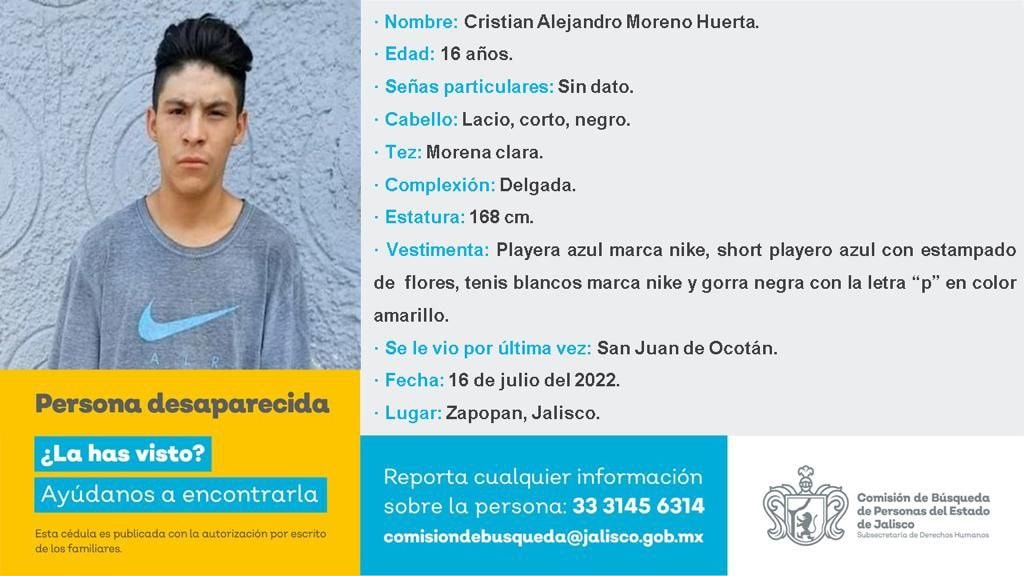 · Nombre: Cristian Alejandro Moreno Huerta.
· Edad: 16 años.
· Señas particulares: Sin dato.
· Cabello: Lacio, corto, negro.
· Tez: Morena clara.
· Complexión: Delgada.
· Estatura: 168 cm.
· Vestimenta: Playera azul marca nike, short playero azul con estampado
de flores, tenis blancos marca nike y gorra negra con la letra “p” en color
amarillo.
· Se le vio por última vez: San Juan de Ocotán.
· Fecha: 16 de julio del 2022.
· Lugar: Zapopan, Jalisco.
AIR
Persona desaparecida
¿La has visto?
Ayúdanos a encontrarla
Esta cédula es publicada con la autorización por escrito
de los familiares.
Reporta cualquier información
sobre la persona: 33 3145 6314
comisiondebusqueda@jalisco.gob.mx
Comisión de Búsqueda
de Personas del Estado
de Jalisco
Subsecretaría de Derechos Humanos